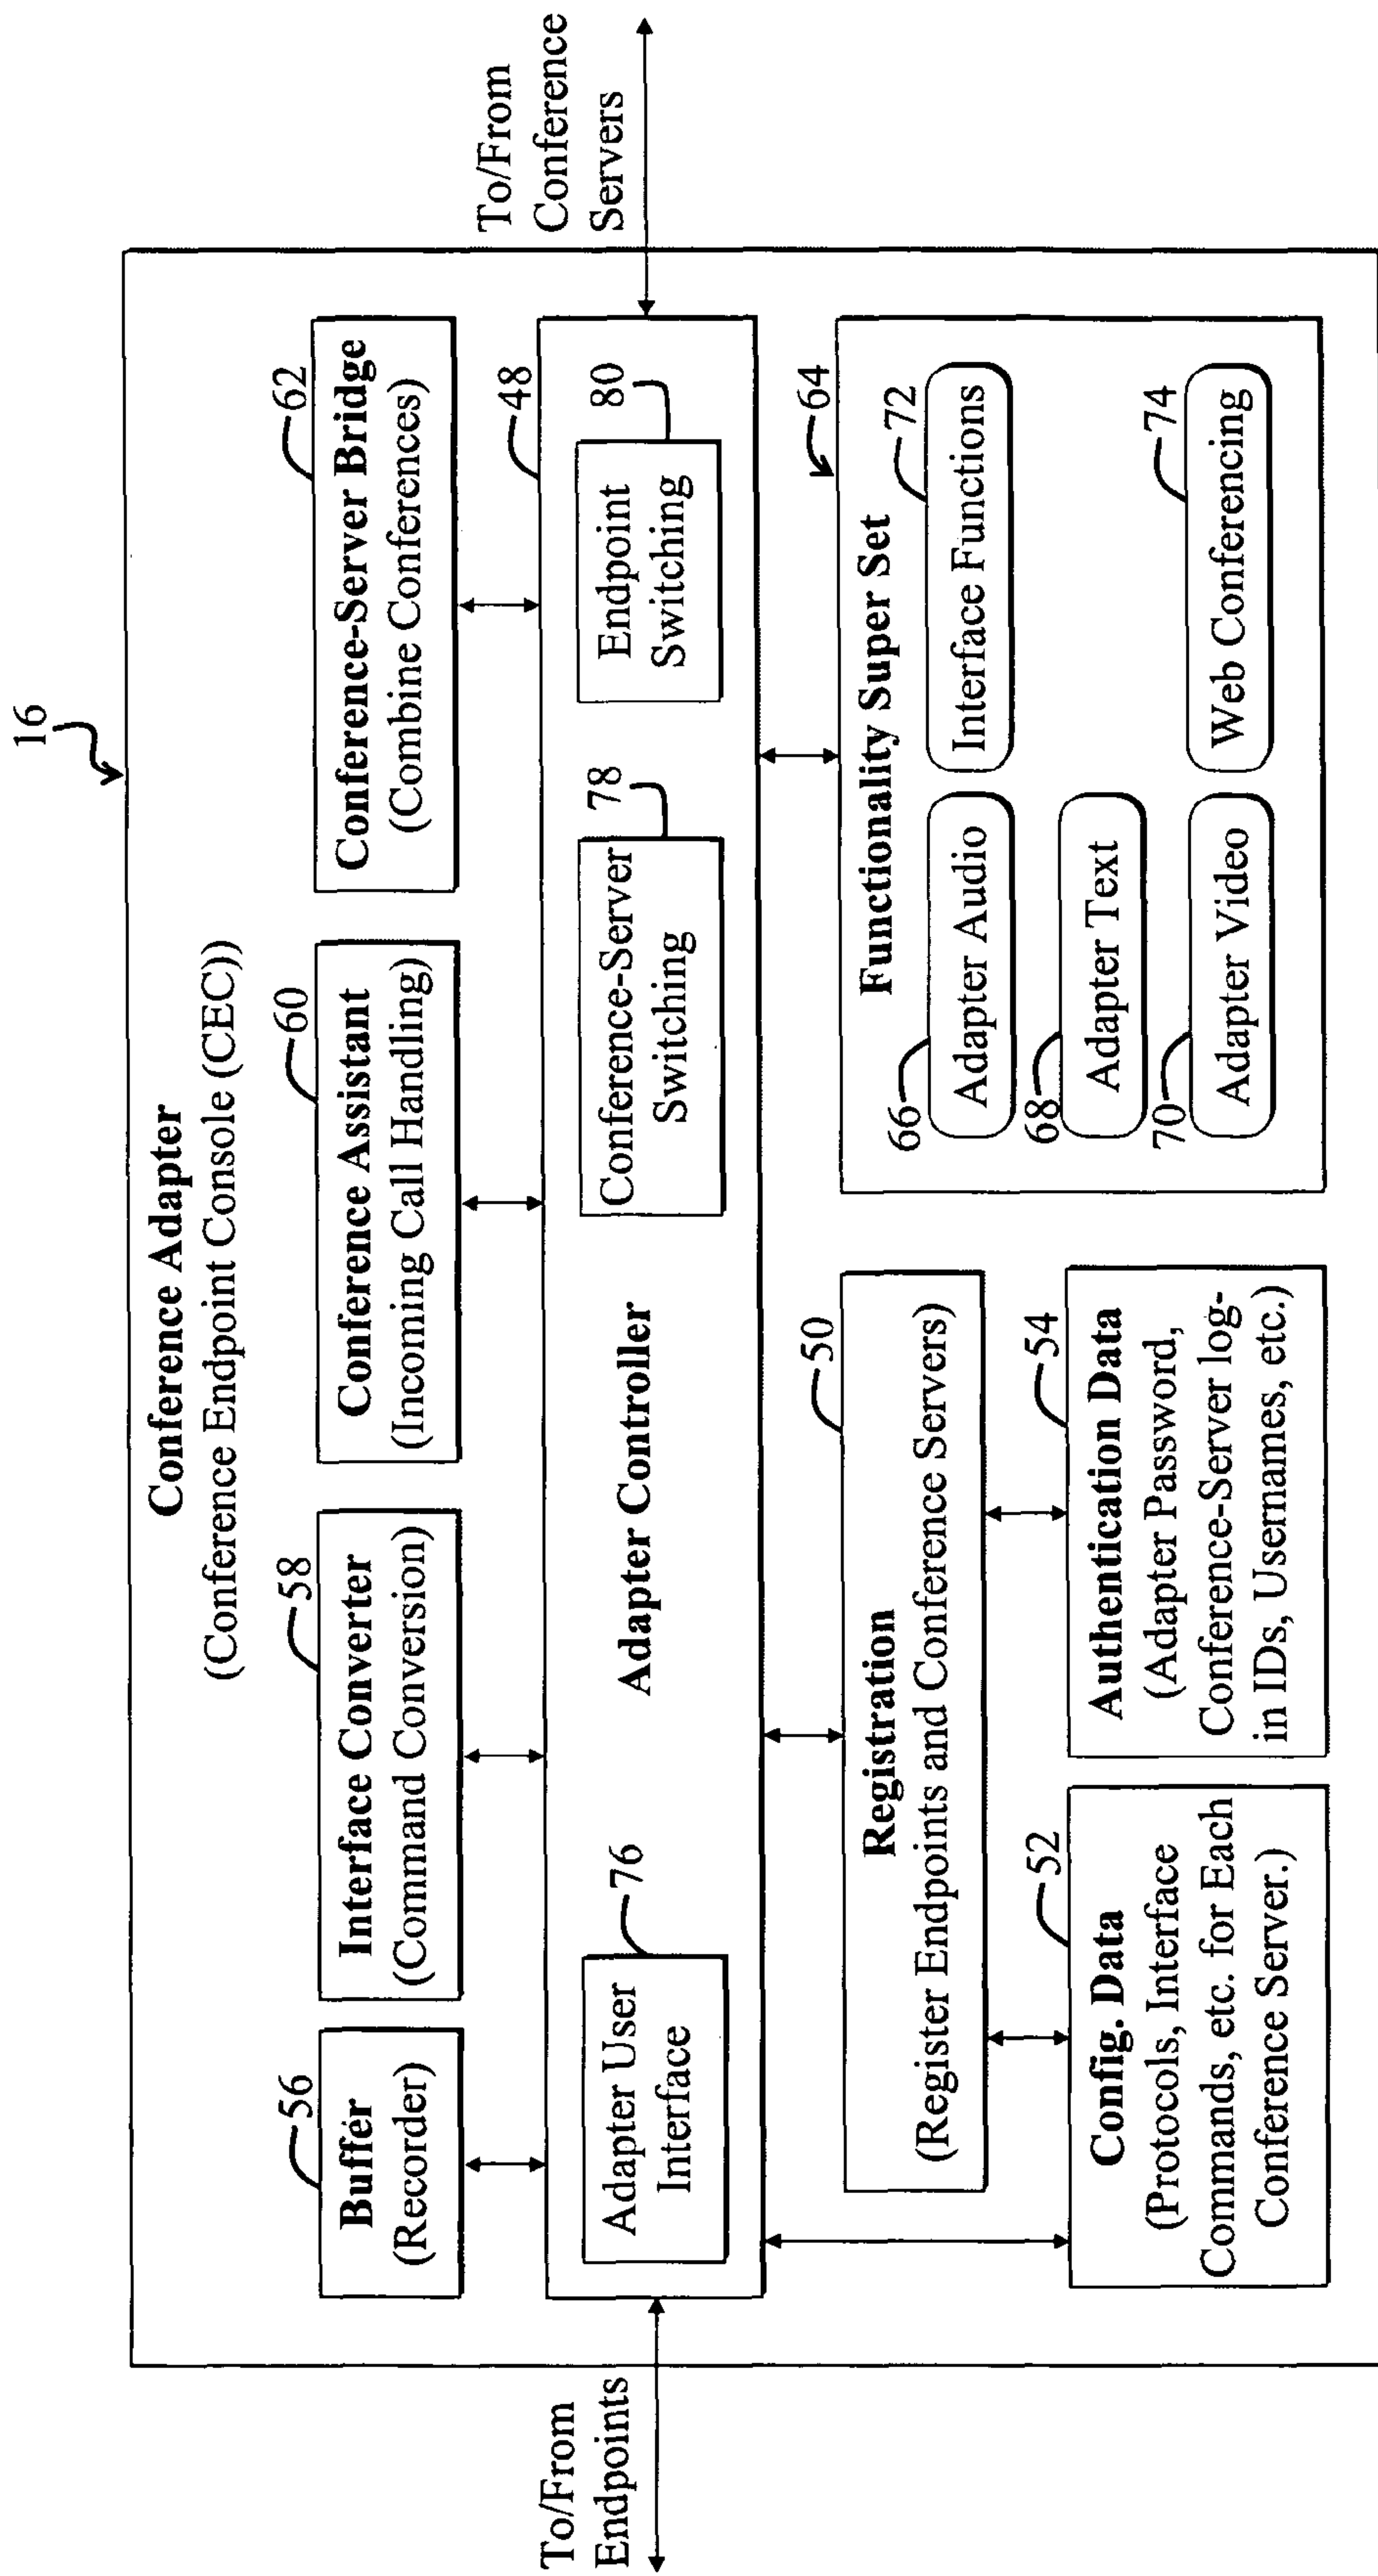 16
Conference Adapter
(Conference Endpoint Console (CEC))
56
Buffer
(Recorder)
58
Interface Converter
(Command Conversion)
60
Conference Assistant
(Incoming Call Handling)
62
Conference-Server Bridge
(Combine Conferences)
To/From
Endpoints
48
Adapter User
Interface
76
Adapter Controller
Conference-Server
Switching
78
Endpoint
Switching
80
To/From
Conference
Servers
50
Registration
(Register Endpoints and Conference Servers)
52
Config. Data
(Protocols, Interface
Commands, etc. for Each
Conference Server.)
54
Authentication Data
(Adapter Password,
Conference-Server log-
in IDs, Usernames, etc.)
64
Functionality Super Set
66
Adapter Audio
72
Interface Functions
68
Adapter Text
70
Adapter Video
74
Web Conferencing